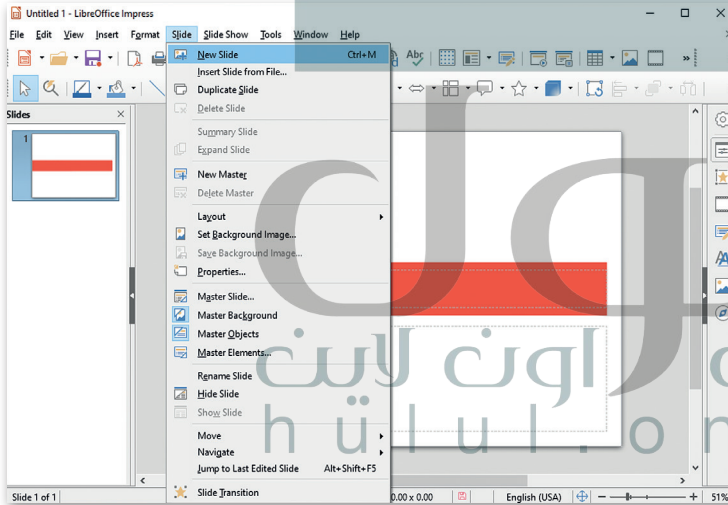 Untitled 1 - LibreOffice Impress
File Edit View Insert Format Slide Slide Show Tools Window Help
New Slide Ctrl+M
Insert Slide from File...
Duplicate Slide
Delete Slide
Summary Slide
Expand Slide
New Master
Delete Master
Layout
Set Background Image...
Save Background Image...
Properties...
Master Slide...
Master Background
Master Objects
Master Elements...
Rename Slide
Hide Slide
Show Slide
Move
Navigate
Jump to Last Edited Slide Alt+Shift+F5
Slide Transition
Slides
1
Abc
اون لاين
hülul.on
Slide 1 of 1
0.00 x 0.00 English (USA) 51%